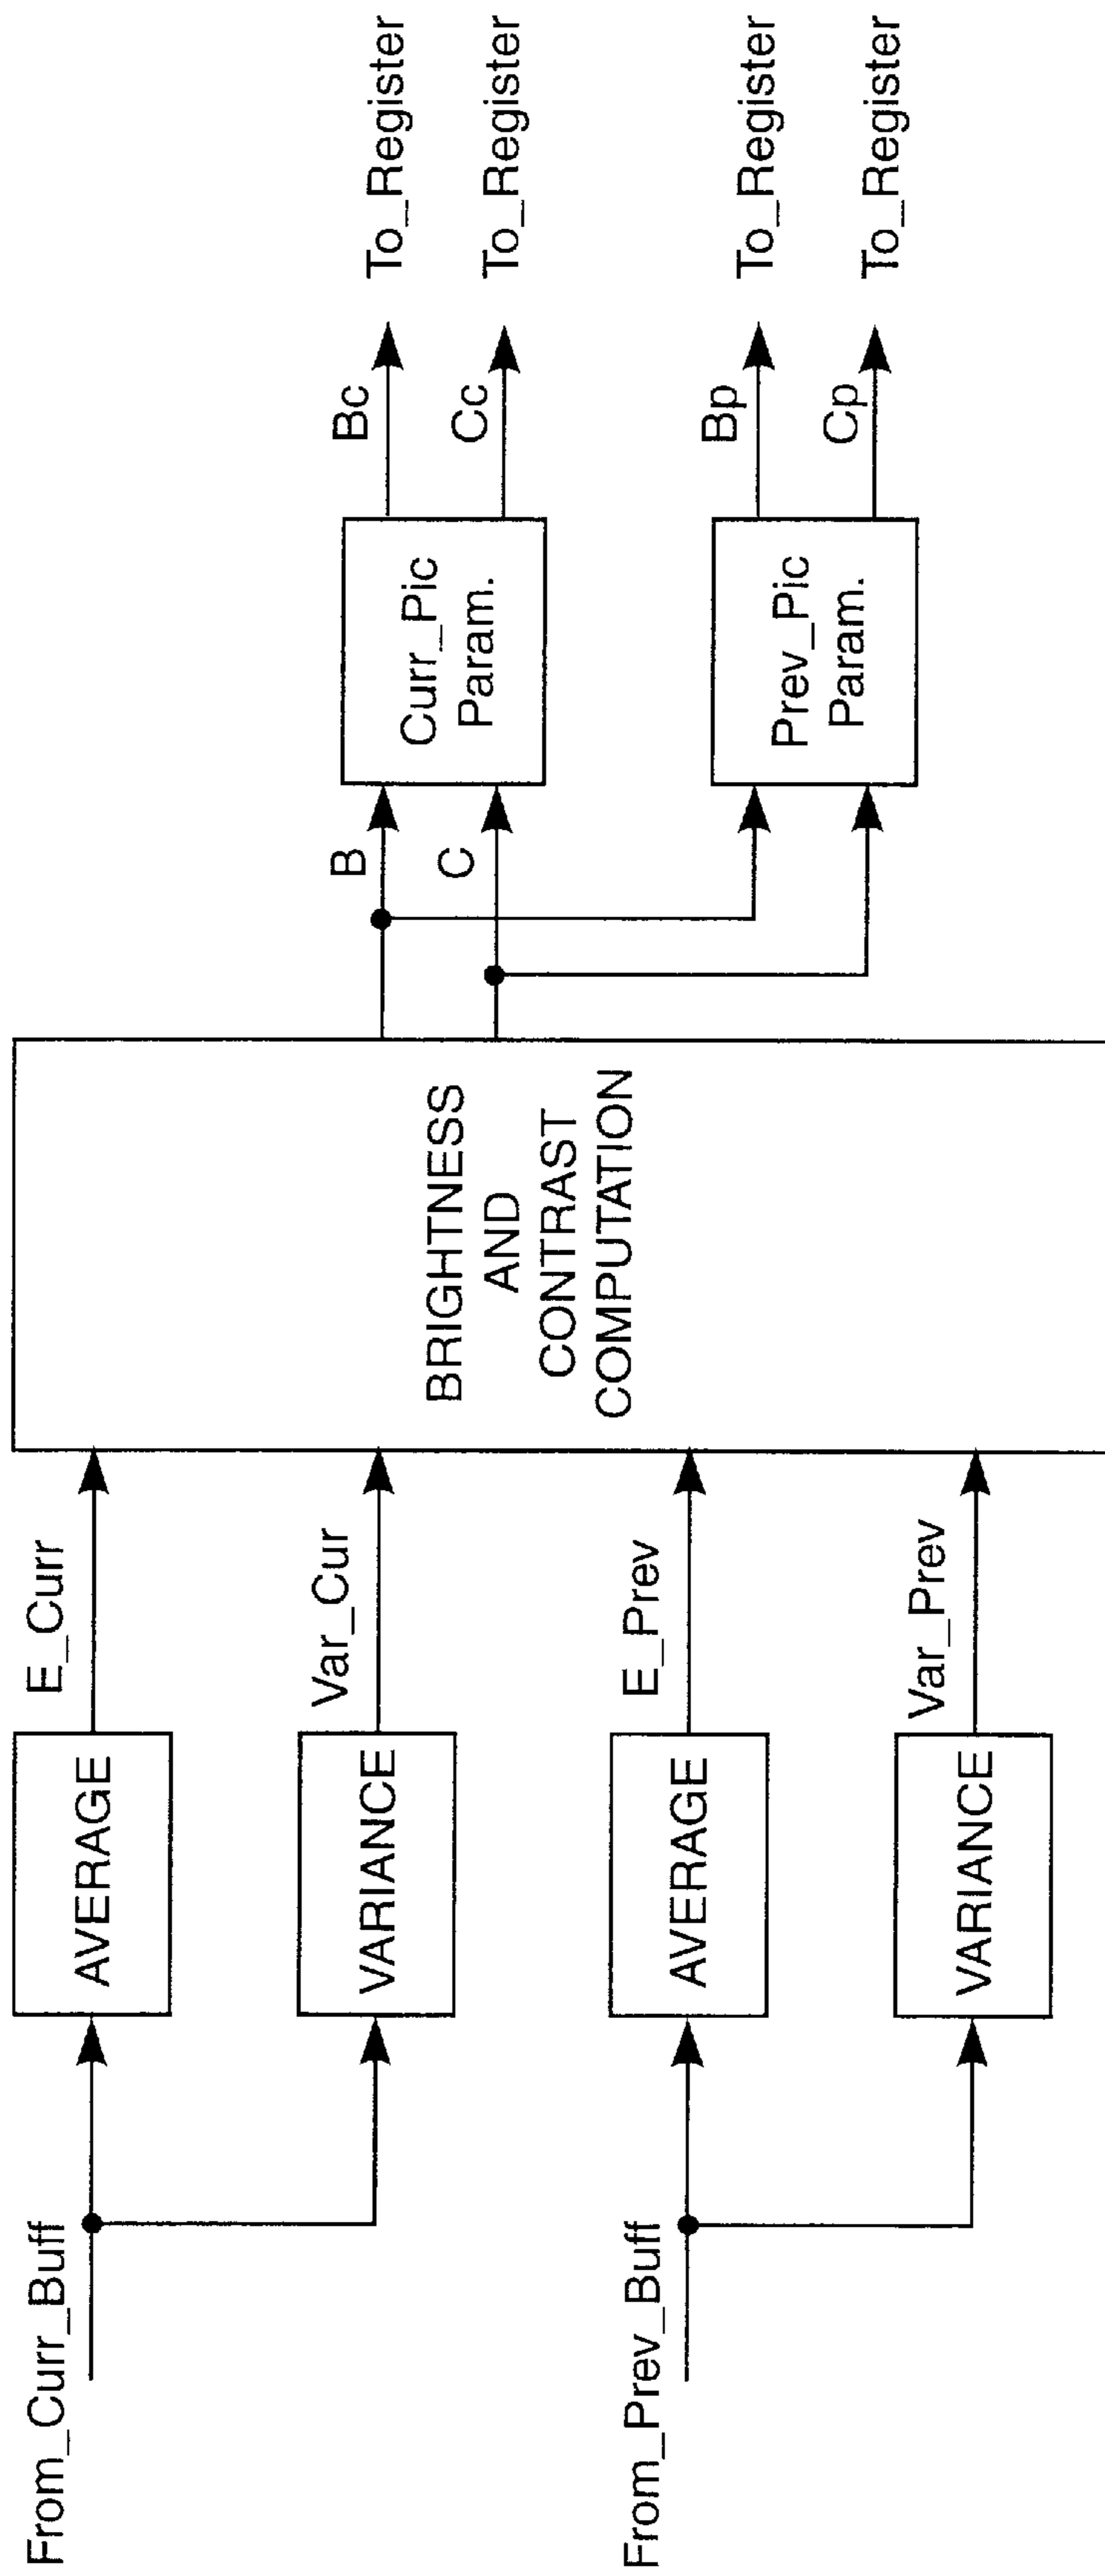 From_Curr_Buff
AVERAGE
E_Curr
VARIANCE
Var_Cur
From_Prev_Buff
AVERAGE
E_Prev
VARIANCE
Var_Prev
BRIGHTNESS
AND
CONTRAST
COMPUTATION
B
C
Curr_Pic
Param.
Bc
To_Register
Cc
To_Register
Prev_Pic
Param.
Bp
To_Register
Cp
To_Register